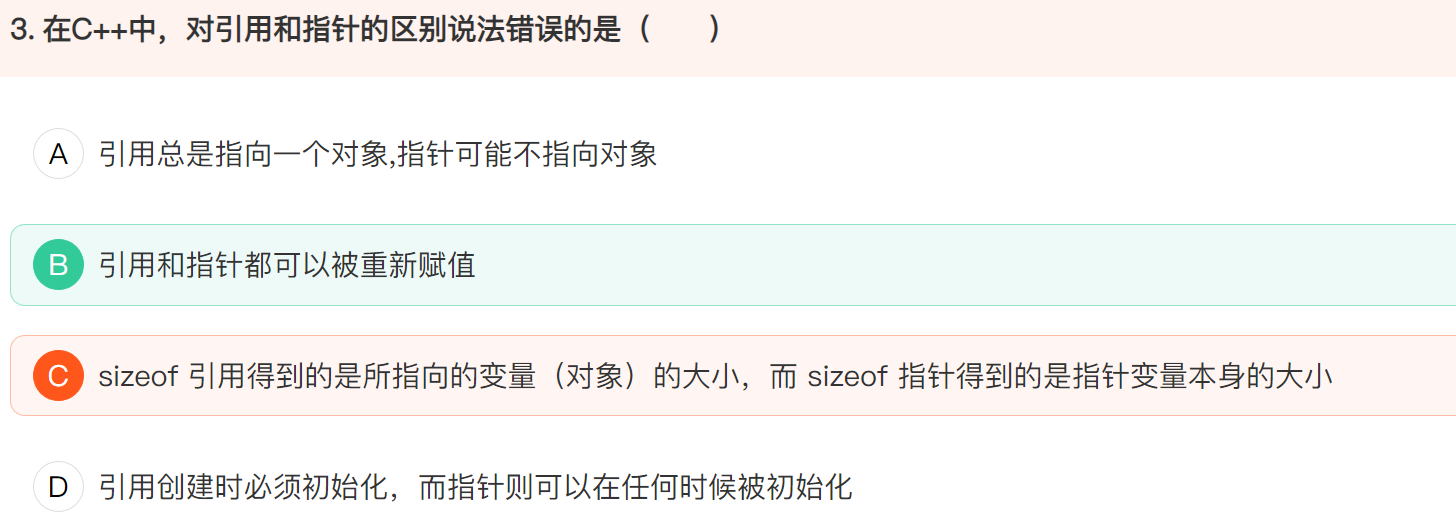 3. 在C++中，对引用和指针的区别说法错误的是（　　）
A 引用总是指向一个对象,指针可能不指向对象
B 引用和指针都可以被重新赋值
C sizeof 引用得到的是所指向的变量（对象）的大小，而 sizeof 指针得到的是指针变量本身的大小
D 引用创建时必须初始化，而指针则可以在任何时候被初始化